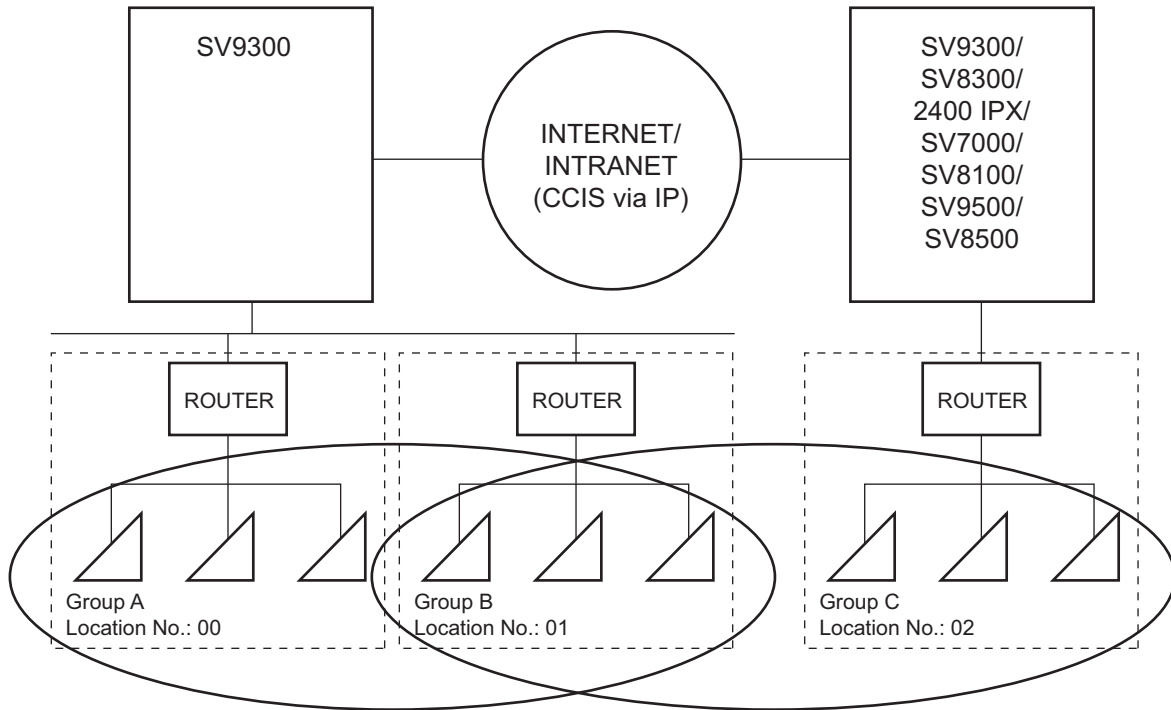 SV9300
INTERNET/
INTRANET
(CCIS via IP)
SV9300/
SV8300/
2400 IPX/
SV7000/
SV8100/
SV9500/
SV8500
ROUTER
ROUTER
ROUTER
Group A
Location No.: 00
Group B
Location No.: 01
Group C
Location No.: 02